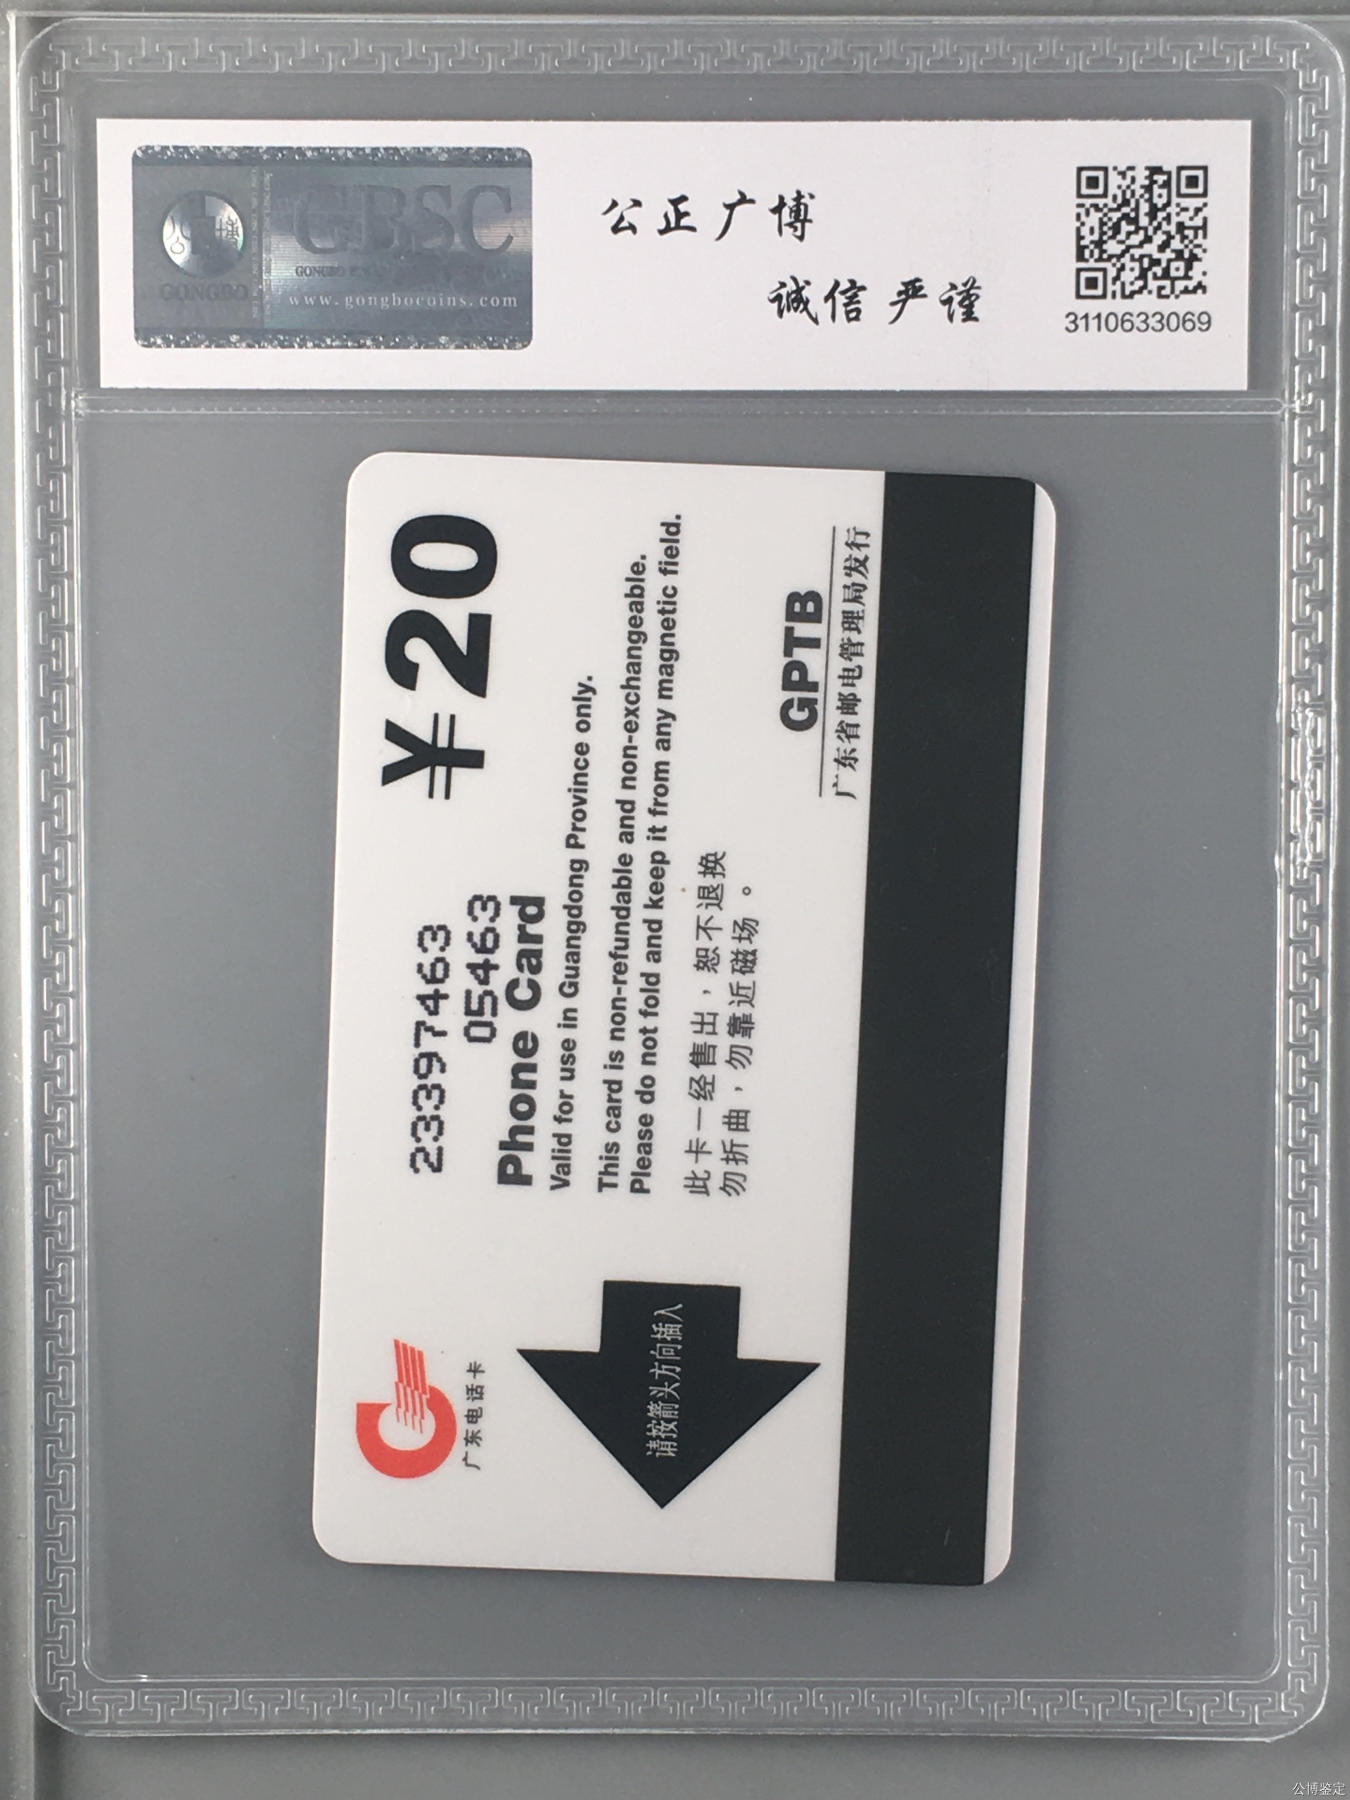 GBSC
GONGBO
www.gongbocoins.com
GONGBO
公正广博
诚信严谨
3110633069
¥20
23397463
05463
Phone Card
Valid for use in Guangdong Province only.
This card is non-refundable and non-exchangeable.
Please do not fold and keep it from any magnetic field.
此卡一经售出，恕不退换
勿折曲，勿靠近磁场。
GPTB
广东省邮电管理局发行
广东电话卡
请按箭头方向插入
公博鉴定